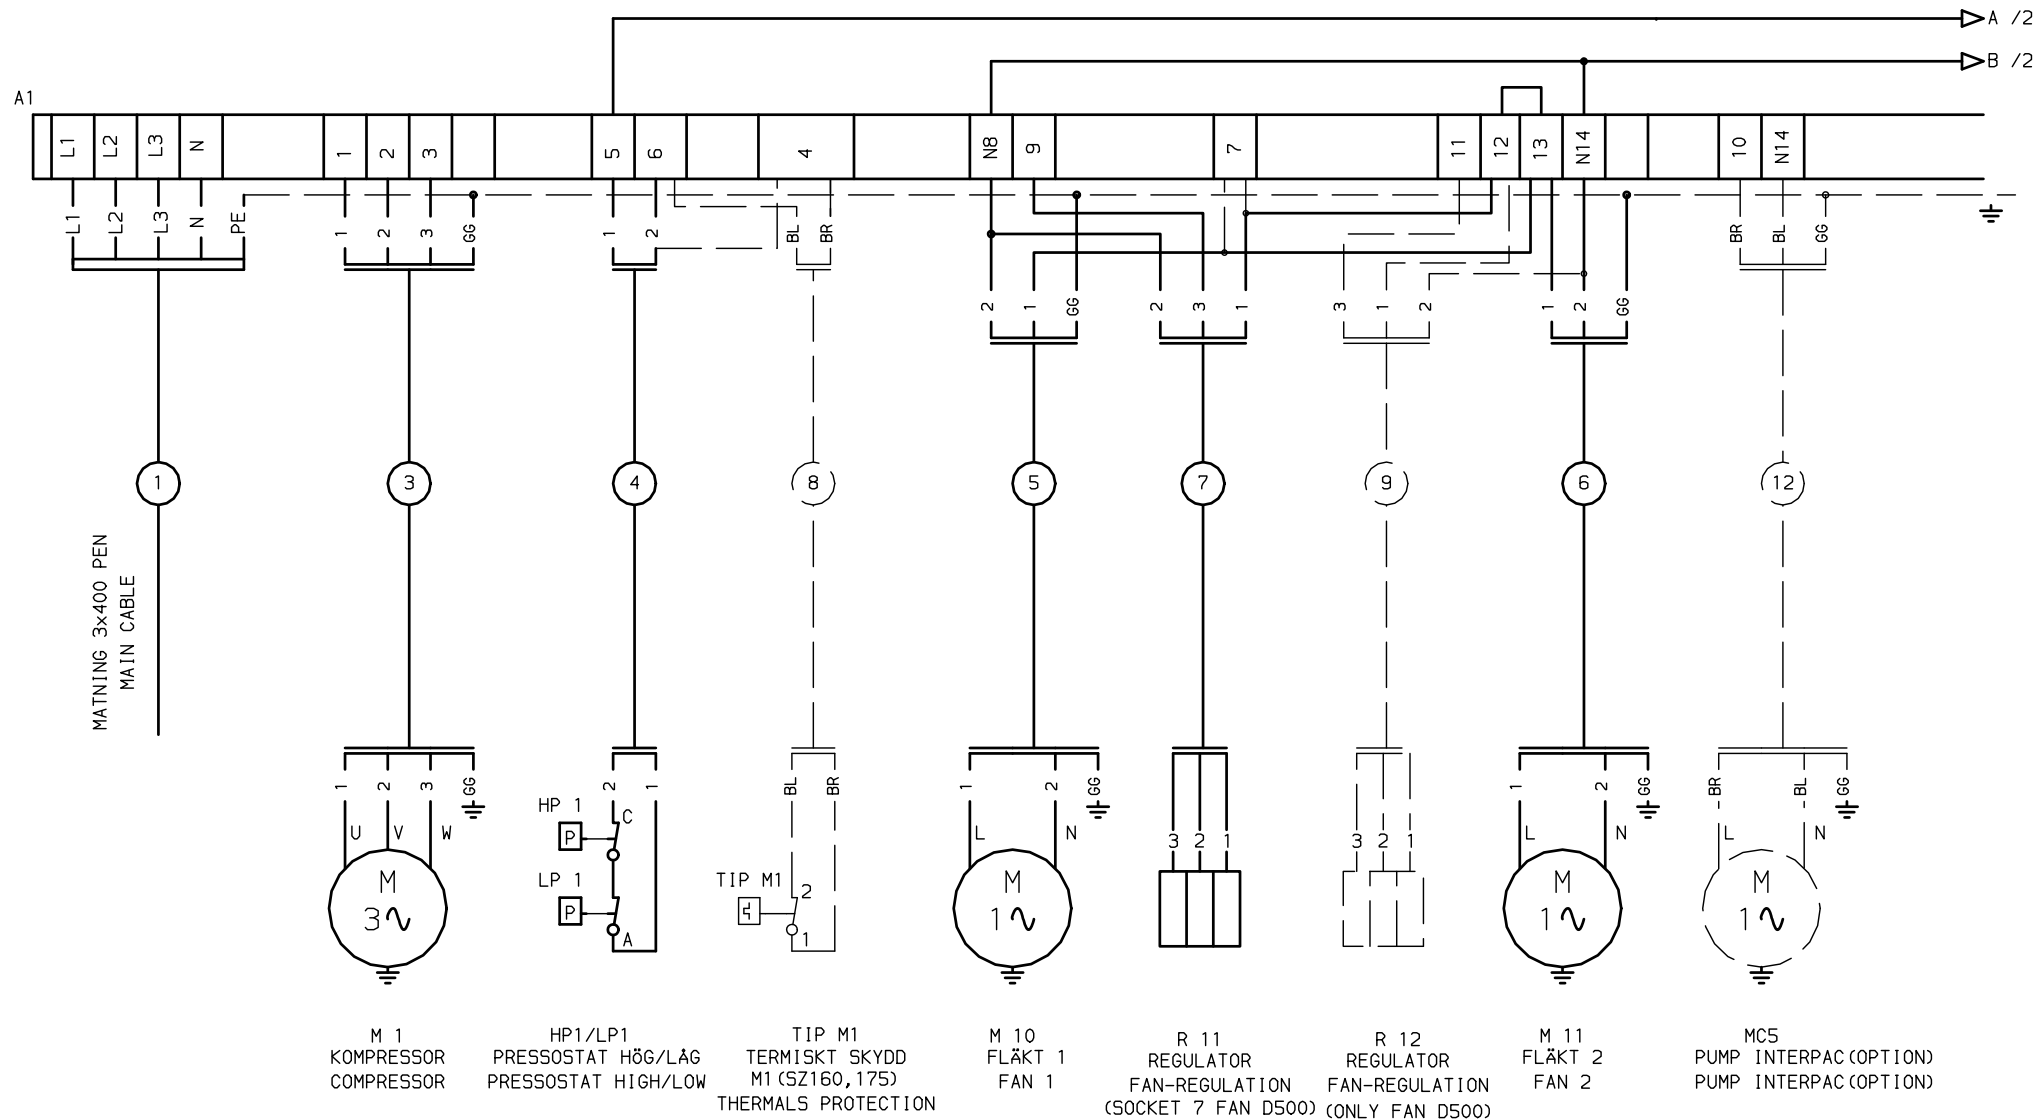 A /2
B /2
A1
L1 L2 L3 N 1 2 3 5 6 4 N8 9 7 11 12 13 N14 10 N14
L1 L2 L3 N PE 1 2 3 GG 1 2 BL BR BR BL GG
2 1 GG 2 3 1 3 1 2 1 2 GG
1 3 4 8 5 7 9 6 12
MATNING 3x400 PEN
MAIN CABLE
1 2 3 GG 2 1 BL BR 1 2 GG 1 2 GG BR BL GG
U V W HP 1 P C L N 3 2 1 3 2 1 L N L N
M
3∿
LP 1 P A
TIP M1 2 1
M
1∿
M
1∿
M
1∿
M 1
KOMPRESSOR
COMPRESSOR
HP1/LP1
PRESSOSTAT HÖG/LÅG
PRESSOSTAT HIGH/LOW
TIP M1
TERMISKT SKYDD
M1(SZ160,175)
THERMALS PROTECTION
M 10
FLÄKT 1
FAN 1
R 11
REGULATOR
FAN-REGULATION
(SOCKET 7 FAN D500)
R 12
REGULATOR
FAN-REGULATION
(ONLY FAN D500)
M 11
FLÄKT 2
FAN 2
MC5
PUMP INTERPAC(OPTION)
PUMP INTERPAC(OPTION)